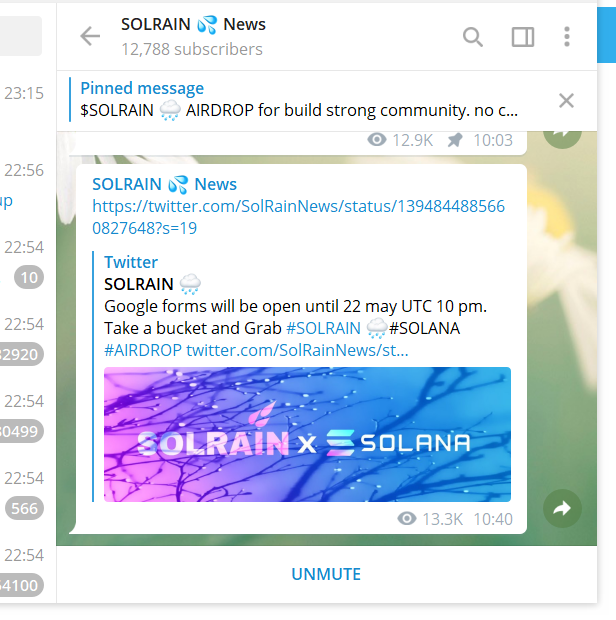 SOLRAIN 💦 News
12,788 subscribers
23:15
Pinned message
$SOLRAIN 🌧 AIRDROP for build strong community. no c...
12.9K 10:03
22:56
up
SOLRAIN 💦 News
https://twitter.com/SolRainNews/status/139484488566
0827648?s=19
22:54
10
Twitter
SOLRAIN 🌧
Google forms will be open until 22 may UTC 10 pm.
Take a bucket and Grab #SOLRAIN 🌧#SOLANA
#AIRDROP twitter.com/SolRainNews/st...
22:54
32920
22:54
30499
SOLRAIN x SOLANA
22:54
566
13.3K 10:40
22:54
54100
UNMUTE